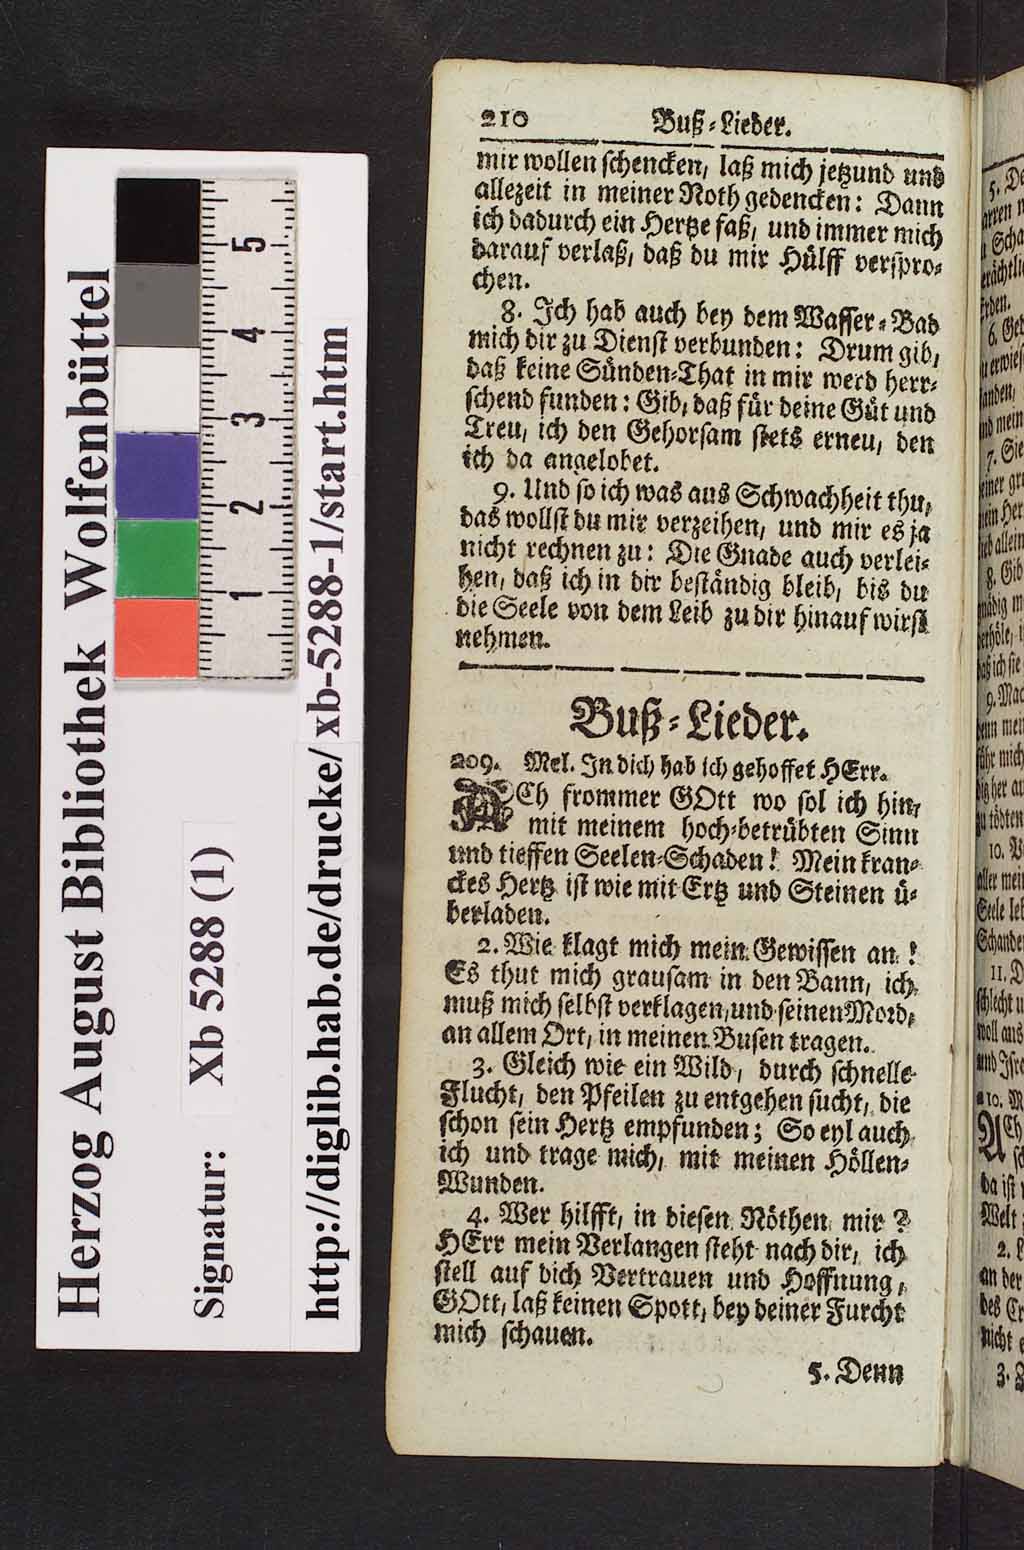 210 Buß-Lieder.
mir wollen schencken, laß mich jetzund und
allezeit in meiner Noth gedencken: Dann
ich dadurch ein Hertze faß, und immer mich
darauf verlaß, daß du mir Hülff verspro-
chen.
8. Ich hab auch bey dem Wasser-Bad
mich dir zu Dienst verbunden: Drum gib,
daß keine Sünden-That in mir werd herr-
schend funden: Gib, daß für deine Güt und
Treu, ich den Gehorsam stets erneu, den
ich da angelobet.
9. Und so ich was aus Schwachheit thu,
das wollst du mir verzeihen, und mir es ja
nicht rechnen zu: Die Gnade auch verlei-
hen, daß ich in dir beständig bleib, bis du
die Seele von dem Leib zu dir hinauf wirst
nehmen.
Buß-Lieder.
209. Mel. In dich hab ich gehoffet HErr.
ACh frommer GOtt wo sol ich hin,
mit meinem hoch-betrübten Sinn
und tieffen Seelen-Schaden! Mein kran-
ckes Hertz ist wie mit Ertz und Steinen ü-
berladen.
2. Wie klagt mich mein Gewissen an!
Es thut mich grausam in den Bann, ich
muß mich selbst verklagen, und seinen Mord,
an allem Ort, in meinen Busen tragen.
3. Gleich wie ein Wild, durch schnelle
Flucht, den Pfeilen zu entgehen sucht, die
schon sein Hertz empfunden; So eyl auch
ich und trage mich, mit meinen Höllen-
Wunden.
4. Wer hilfft, in diesen Nöthen mir?
HErr mein Verlangen steht nach dir, ich
stell auf dich Vertrauen und Hoffnung,
GOtt, laß keinen Spott, bey deiner Furcht
mich schauen.
5. Denn
Herzog August Bibliothek Wolfenbüttel
Signatur: Xb 5288 (1)
http://diglib.hab.de/drucke/xb-5288-1/start.htm
1 2 3 4 5